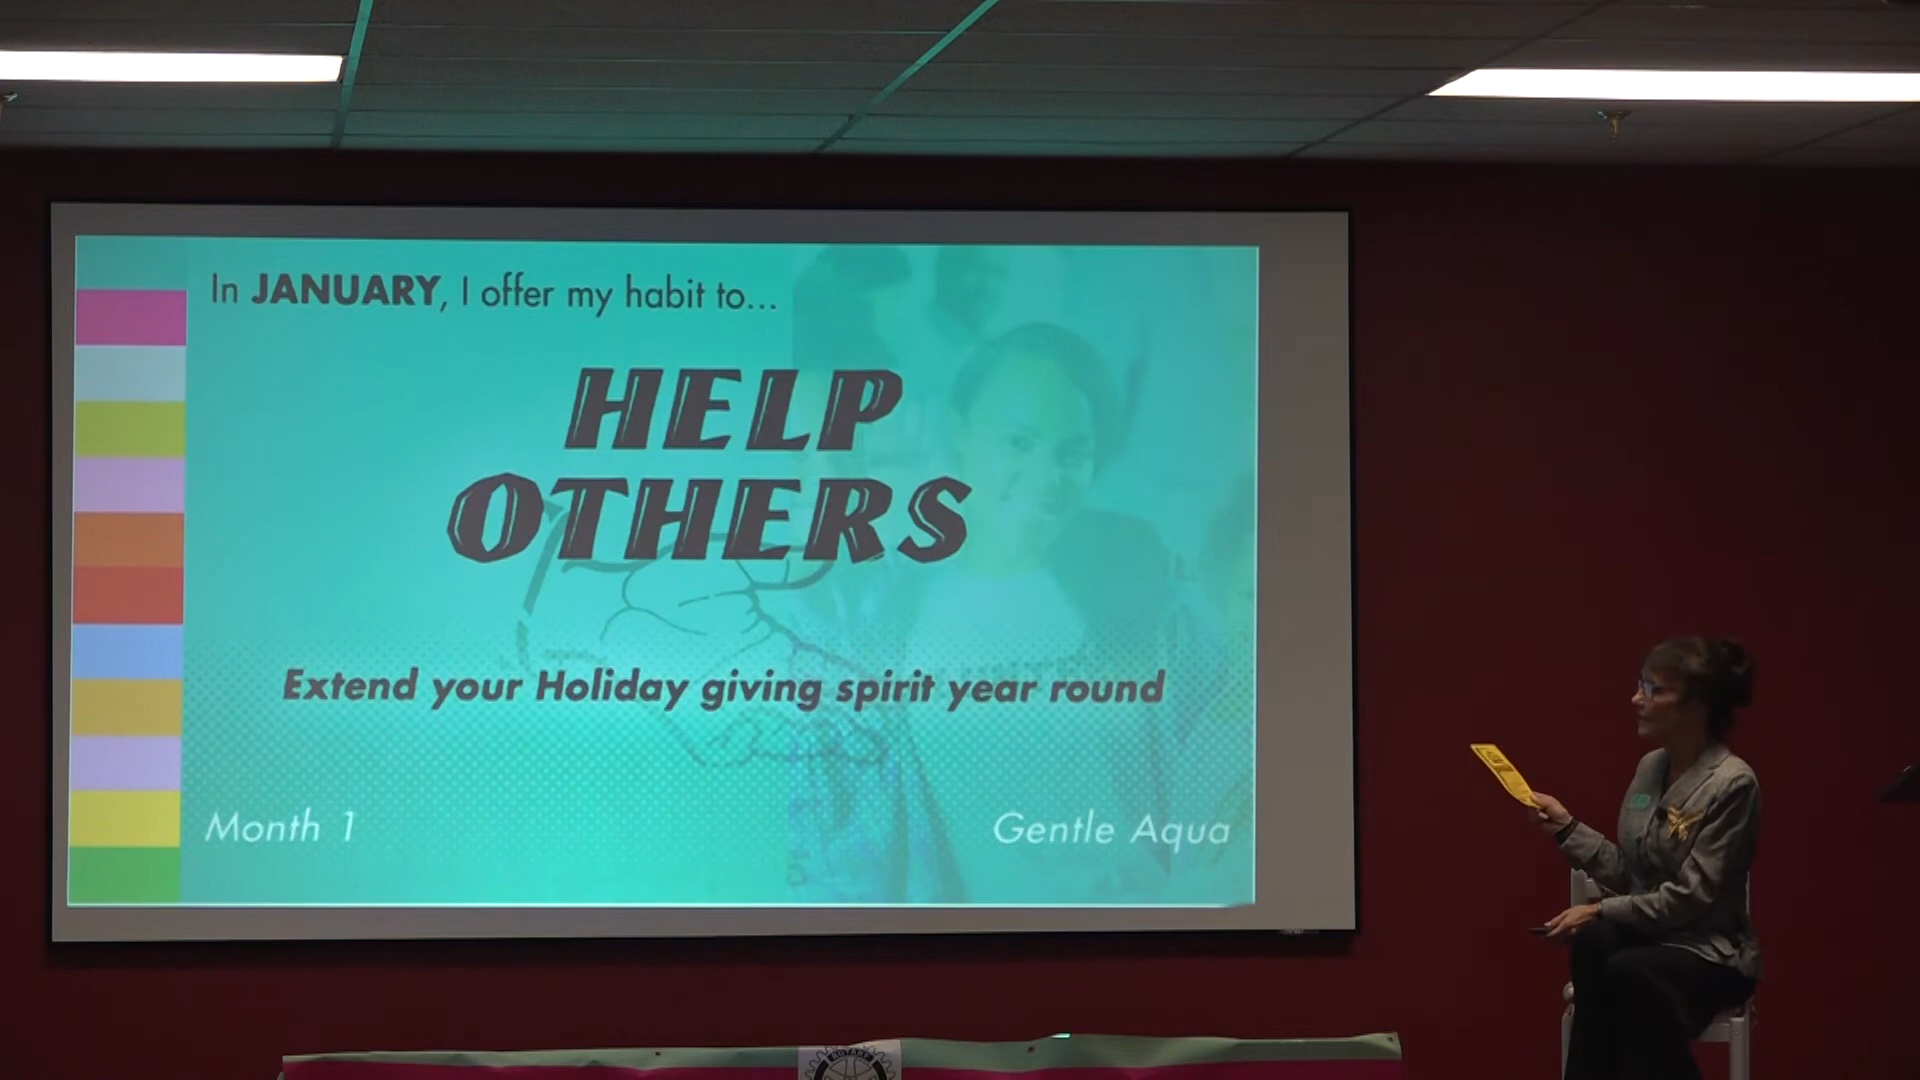 In JANUARY, I offer my habit to...
HELP
OTHERS
Extend your Holiday giving spirit year round
Month 1
Gentle Aqua
ROTARY